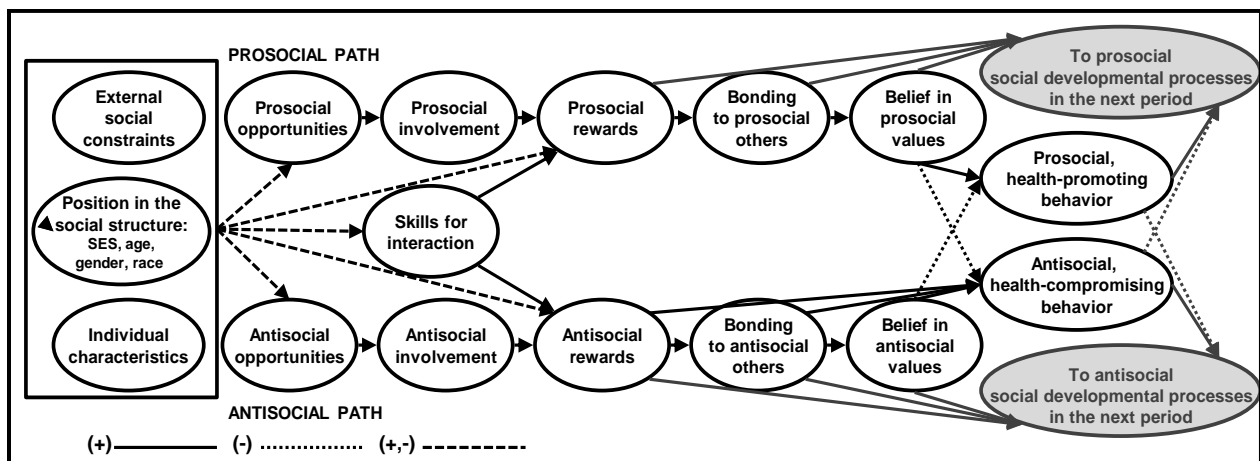 PROSOCIAL PATH
External
social
constraints
Position in the
social structure:
SES, age,
gender, race
Individual
characteristics
Prosocial
opportunities
Prosocial
involvement
Prosocial
rewards
Bonding
to prosocial
others
Belief in
prosocial
values
To prosocial
social developmental processes
in the next period
Prosocial,
health-promoting
behavior
Skills for
interaction
Antisocial,
health-compromising
behavior
Antisocial
opportunities
Antisocial
involvement
Antisocial
rewards
Bonding
to antisocial
others
Belief in
antisocial
values
To antisocial
social developmental processes
in the next period
ANTISOCIAL PATH
(+) (-) (+,-)